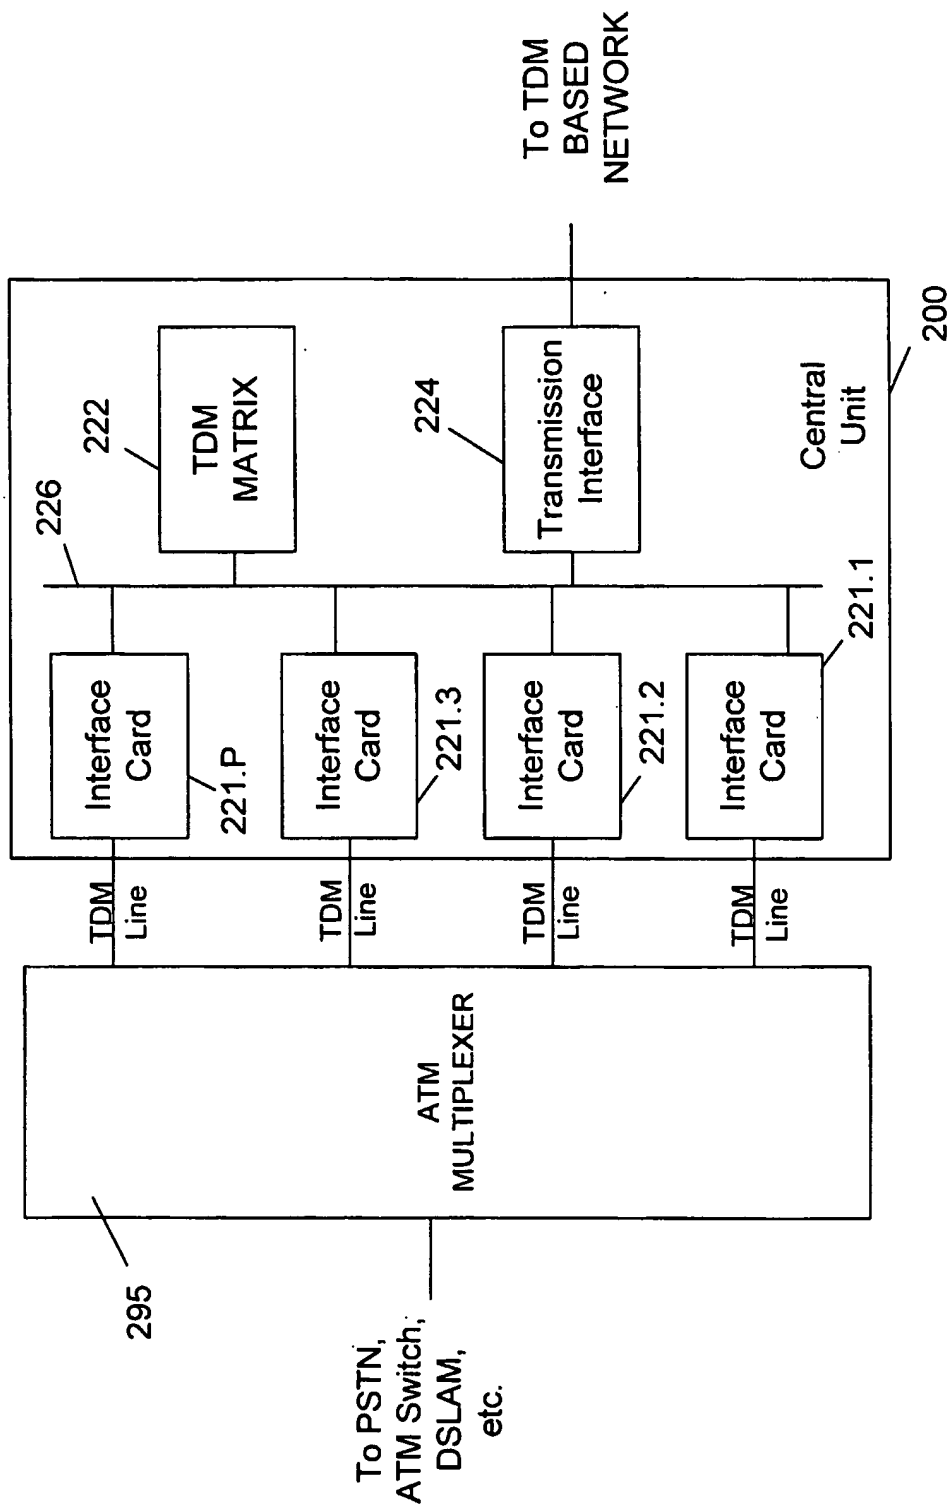 To PSTN,
ATM Switch,
DSLAM,
etc.
295
ATM
MULTIPLEXER
TDM
Line
TDM
Line
TDM
Line
TDM
Line
Interface
Card
221.P
Interface
Card
221.3
Interface
Card
221.2
Interface
Card
221.1
226
222
TDM
MATRIX
224
Transmission
Interface
Central
Unit
200
To TDM
BASED
NETWORK